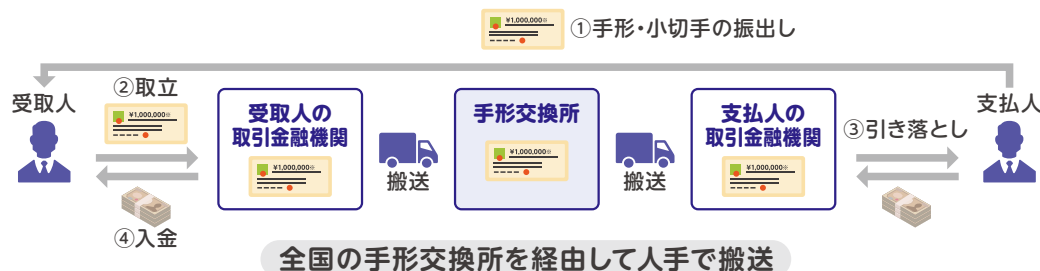 ¥1,000,000※
①手形・小切手の振出し
②取立
受取人
¥1,000,000※
受取人の
取引金融機関
¥1,000,000※
搬送
手形交換所
¥1,000,000※
搬送
支払人の
取引金融機関
¥1,000,000※
③引き落とし
支払人
④入金
全国の手形交換所を経由して人手で搬送